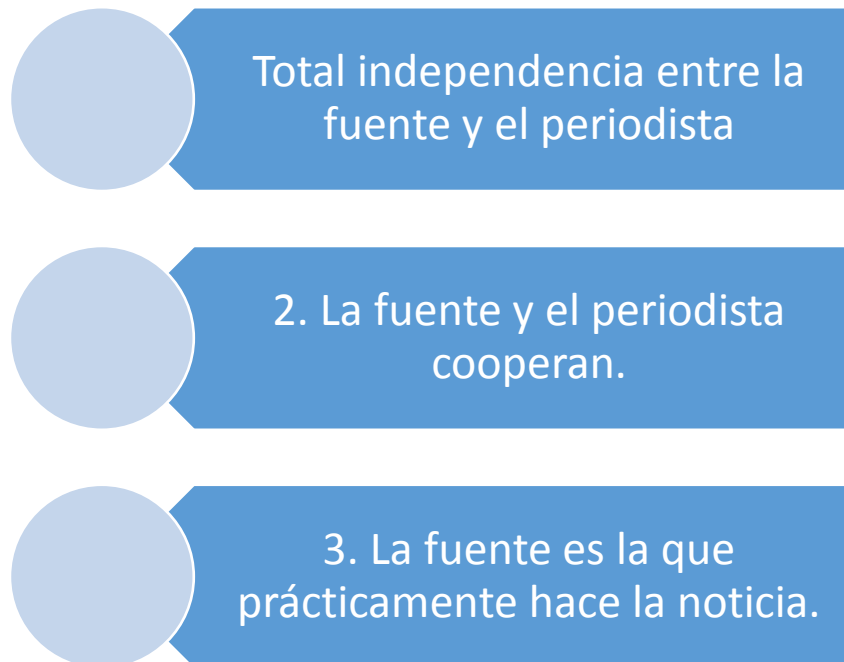 Total independencia entre la
fuente y el periodista
2. La fuente y el periodista
cooperan.
3. La fuente es la que
prácticamente hace la noticia.